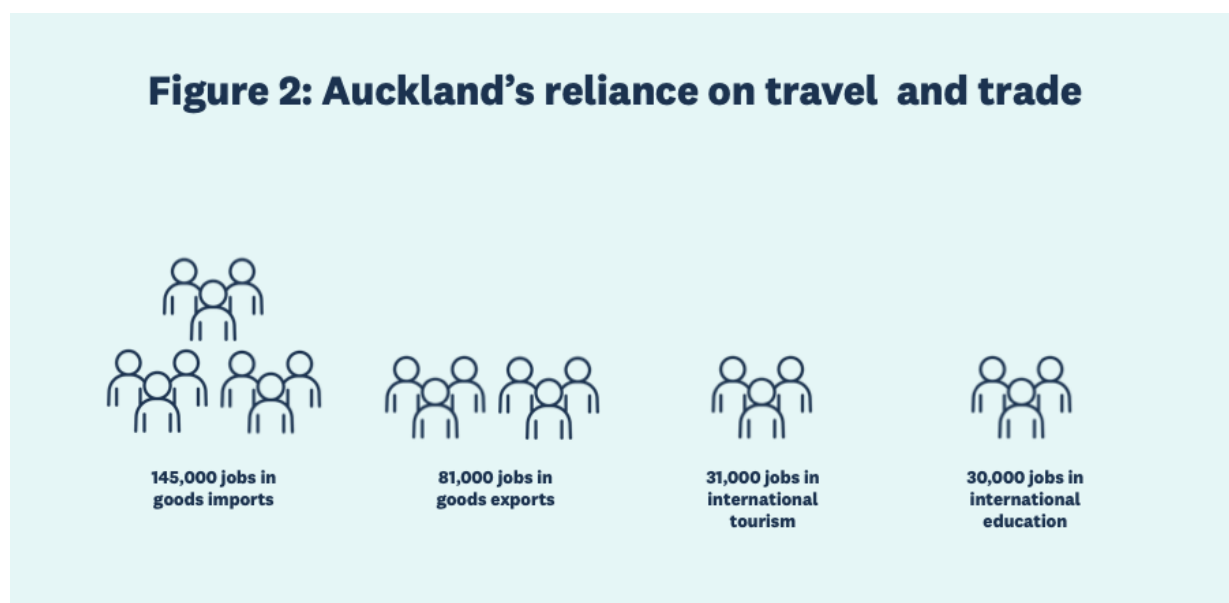 Figure 2: Auckland’s reliance on travel  and trade
145,000 jobs in
goods imports
81,000 jobs in
goods exports
31,000 jobs in
international
tourism
30,000 jobs in
international
education